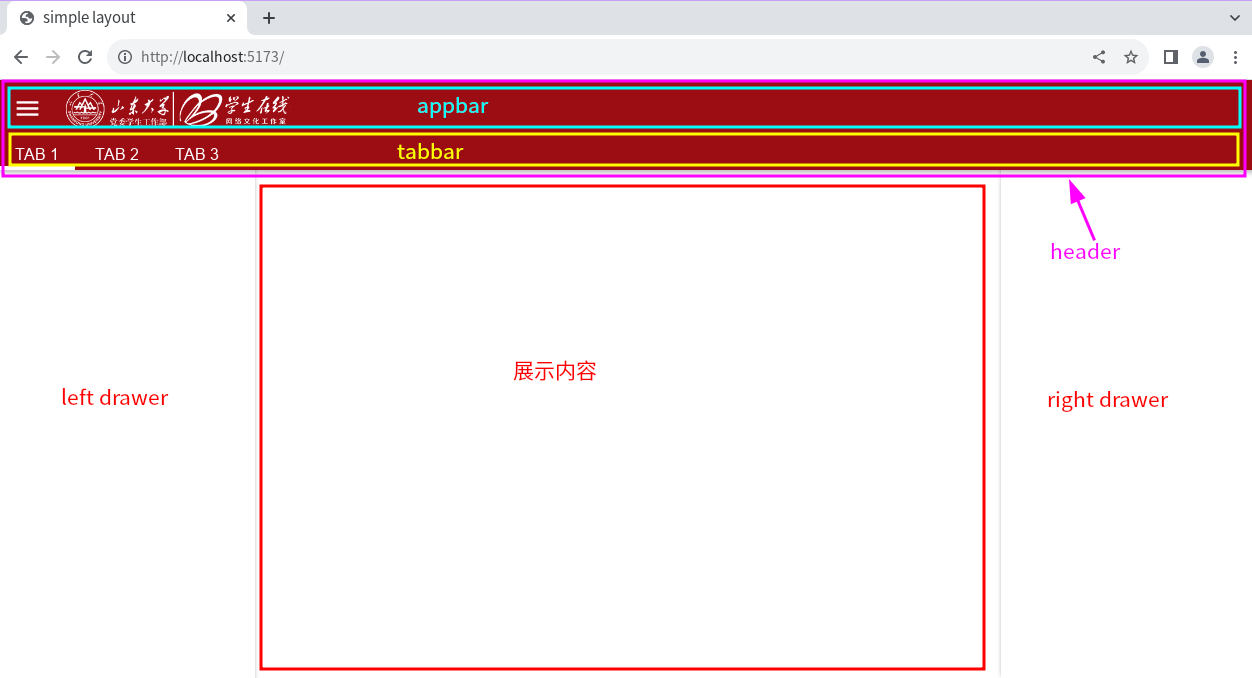 simple layout
http://localhost:5173/
山东大学
党委学生工作部
学生在线
网络文化工作室
appbar
TAB 1 TAB 2 TAB 3
tabbar
header
展示内容
left drawer
right drawer